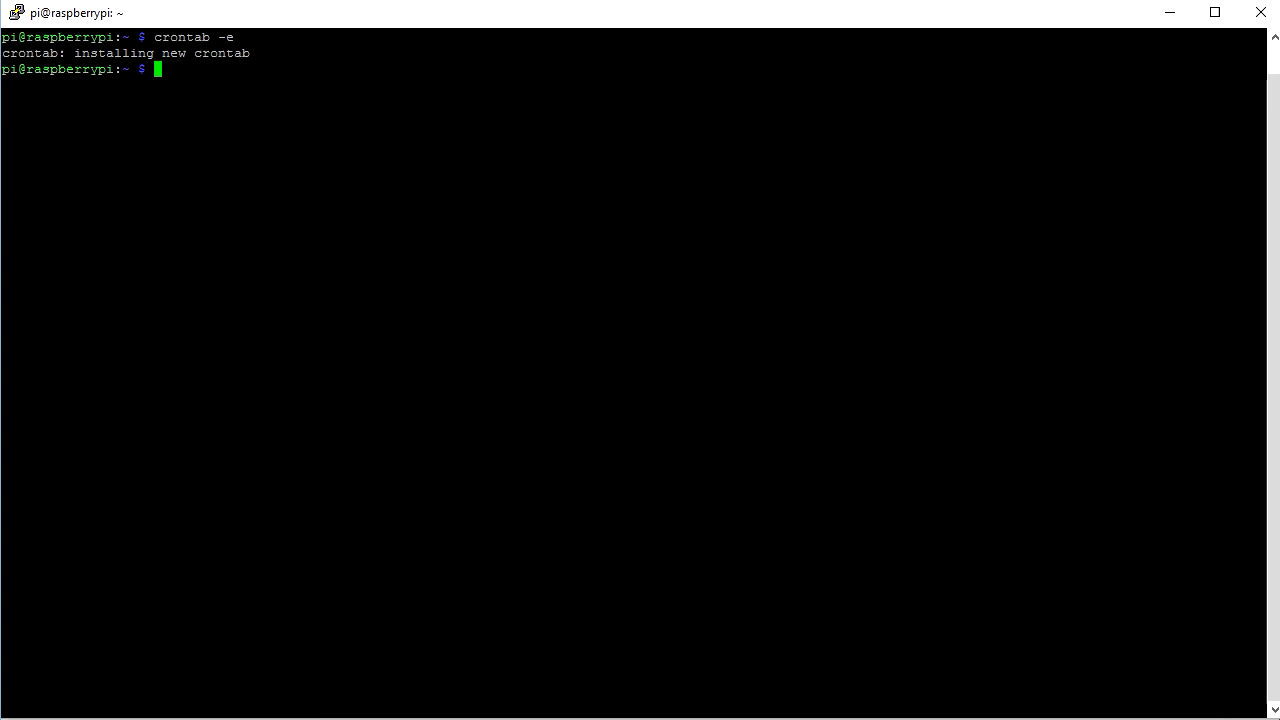 pi@raspberrypi: ~
pi@raspberrypi:~ $ crontab -e
crontab: installing new crontab
pi@raspberrypi:~ $